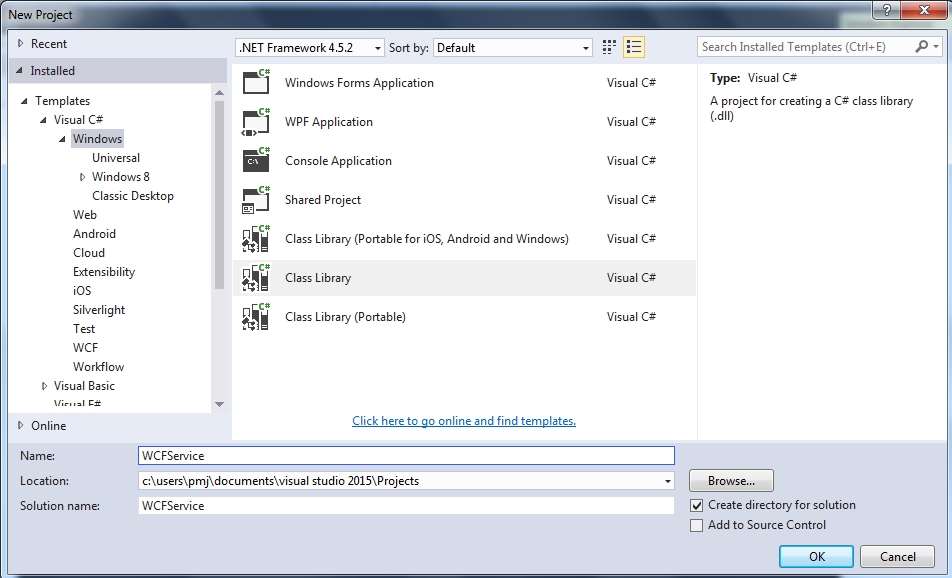 New Project
?
Recent
.NET Framework 4.5.2
Sort by:
Default
Search Installed Templates (Ctrl+E)
Installed
Templates
Visual C#
Windows
Universal
Windows 8
Classic Desktop
Web
Android
Cloud
Extensibility
iOS
Silverlight
Test
WCF
Workflow
Visual Basic
Visual F#
Online
C# Windows Forms Application Visual C#
C# WPF Application Visual C#
C# C:\ Console Application Visual C#
C# Shared Project Visual C#
C# Class Library (Portable for iOS, Android and Windows) Visual C#
C# Class Library Visual C#
C# Class Library (Portable) Visual C#
Click here to go online and find templates.
Type: Visual C#
A project for creating a C# class library
(.dll)
Name: WCFService
Location: c:\users\pmj\documents\visual studio 2015\Projects
Browse...
Solution name: WCFService
Create directory for solution
Add to Source Control
OK
Cancel